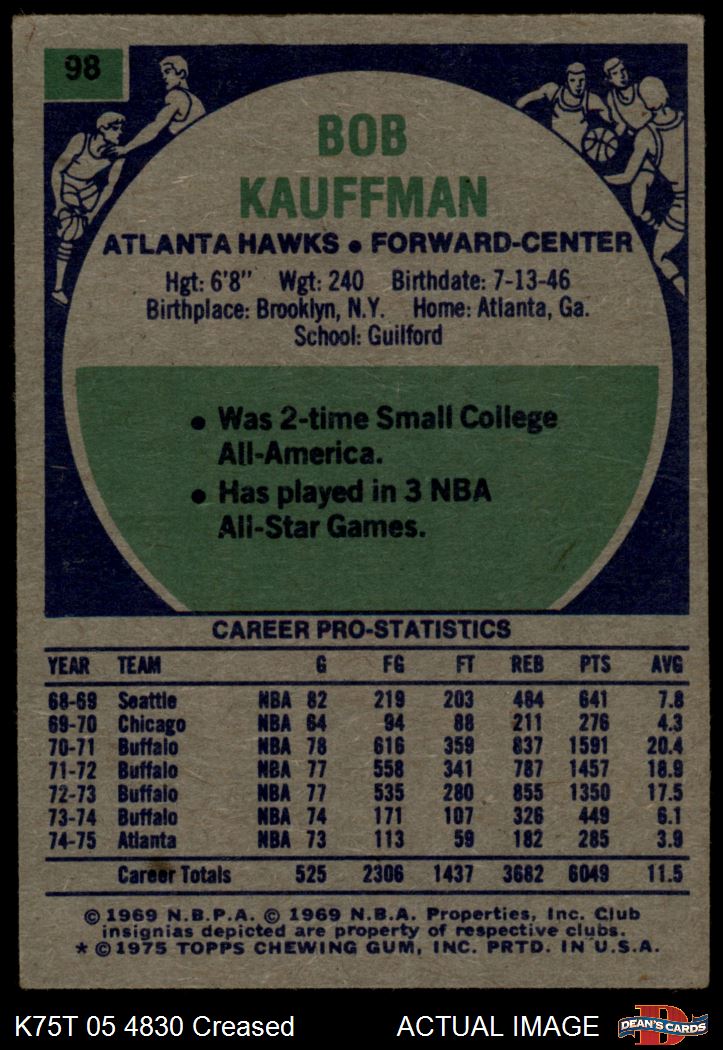 98
BOB
KAUFFMAN
ATLANTA HAWKS • FORWARD-CENTER
Hgt: 6'8" Wgt: 240 Birthdate: 7-13-46
Birthplace: Brooklyn, N.Y. Home: Atlanta, Ga.
School: Guilford
• Was 2-time Small College
All-America.
• Has played in 3 NBA
All-Star Games.
CAREER PRO-STATISTICS
YEAR TEAM G FG FT REB PTS AVG
68-69 Seattle NBA 82 219 203 484 641 7.8
69-70 Chicago NBA 64 94 88 211 276 4.3
70-71 Buffalo NBA 78 616 359 837 1591 20.4
71-72 Buffalo NBA 77 558 341 787 1457 18.9
72-73 Buffalo NBA 77 535 280 855 1350 17.5
73-74 Buffalo NBA 74 171 107 326 449 6.1
74-75 Atlanta NBA 73 113 59 182 285 3.9
Career Totals 525 2306 1437 3682 6049 11.5
© 1969 N.B.P.A. © 1969 N.B.A. Properties, Inc. Club
insignias depicted are property of respective clubs.
* © 1975 TOPPS CHEWING GUM, INC. PRTD. IN U.S.A.
K75T 05 4830 Creased ACTUAL IMAGE
D
DEAN'S CARDS